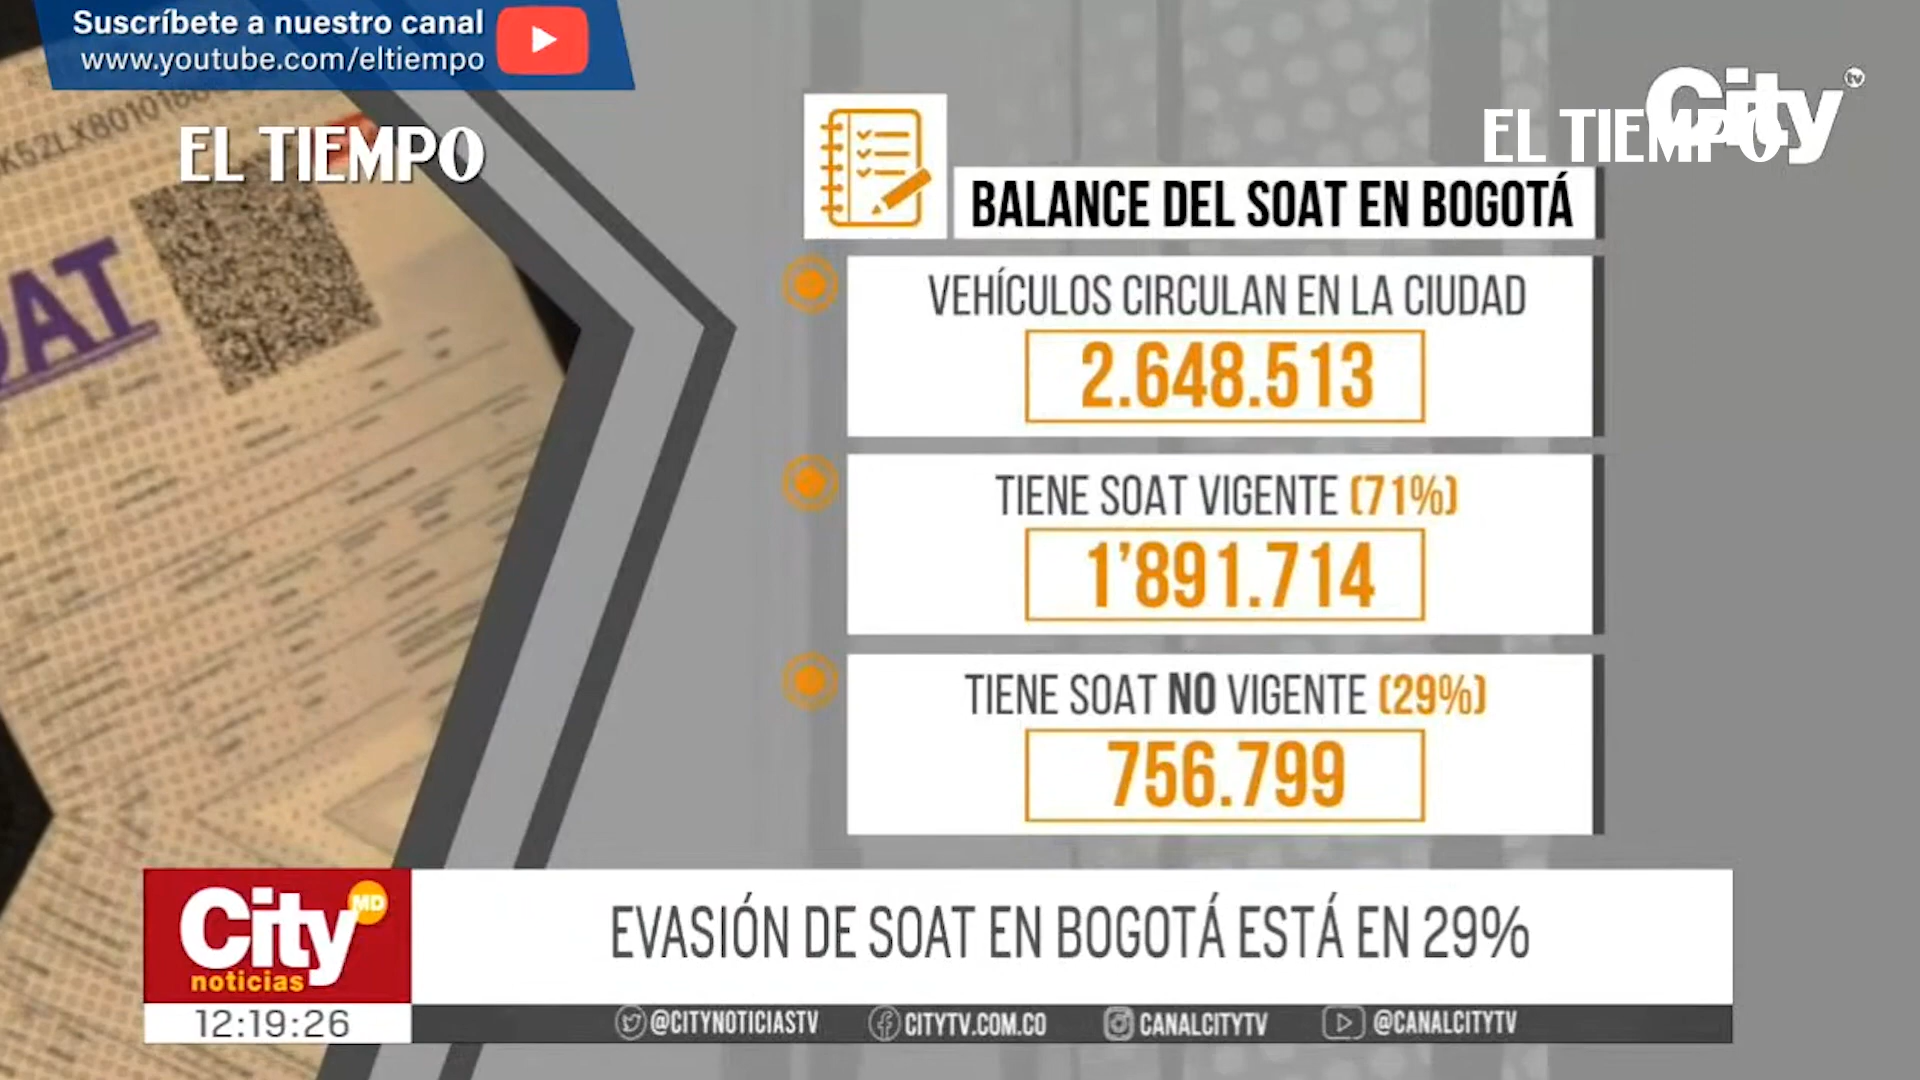 Suscríbete a nuestro canal
www.youtube.com/eltiempo
EL TIEMPO
City tv
EL TIEMPO
BALANCE DEL SOAT EN BOGOTÁ
VEHÍCULOS CIRCULAN EN LA CIUDAD
2.648.513
TIENE SOAT VIGENTE (71%)
1'891.714
TIENE SOAT NO VIGENTE (29%)
756.799
City MD
noticias
EVASIÓN DE SOAT EN BOGOTÁ ESTÁ EN 29%
12:19:26
@CITYNOTICIASTV CITYTV.COM.CO CANALCITYTV @CANALCITYTV